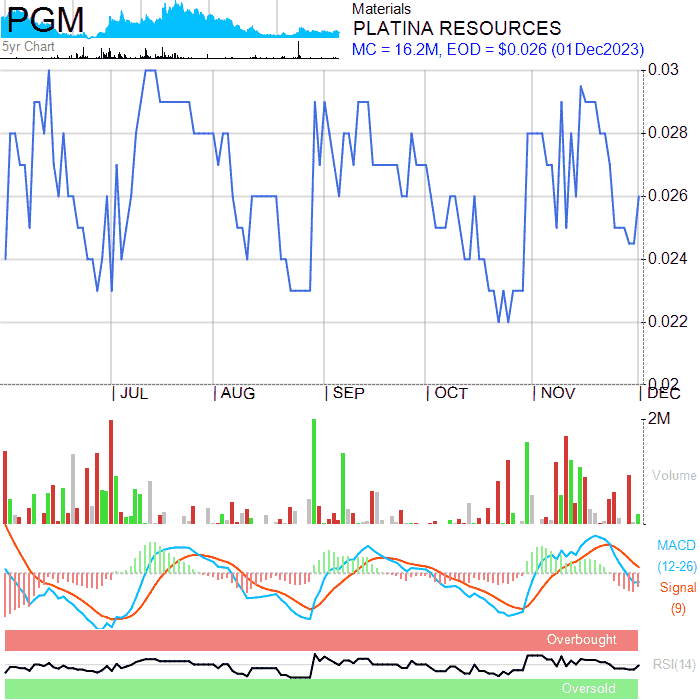 PGM
5yr Chart
Materials
PLATINA RESOURCES
MC = 16.2M, EOD = $0.026 (01Dec2023)
0.03
0.028
0.026
0.024
0.022
0.02
JUL
AUG
SEP
OCT
NOV
DEC
2M
Volume
MACD
(12-26)
Signal
(9)
Overbought
RSI(14)
Oversold